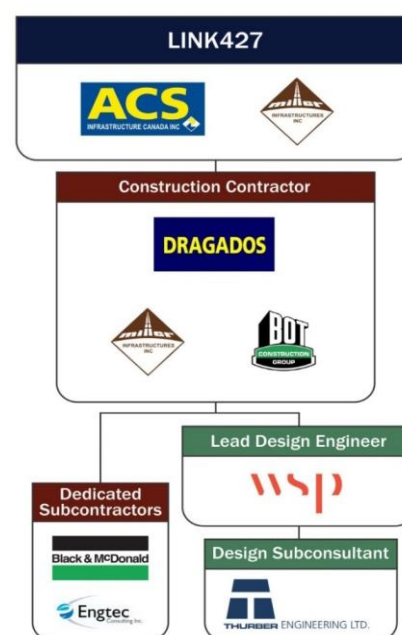 LINK427
ACS
INFRASTRUCTURE CANADA INC
miller
INFRASTRUCTURES
INC
Construction Contractor
DRAGADOS
miller
INFRASTRUCTURES
INC
BOT
CONSTRUCTION
GROUP
Lead Design Engineer
wsp
Dedicated
Subcontractors
Black & McDonald
Engtec
Consulting Inc.
Design Subconsultant
THURBER ENGINEERING LTD.